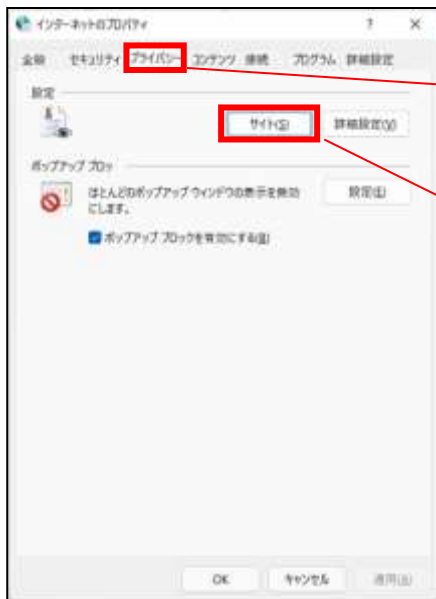 インターネットのプロパティ ? ×
全般 セキュリティ プライバシー コンテンツ 接続 プログラム 詳細設定
設定
サイト(S) 詳細設定(V)
ポップアップ ブロック
ほとんどのポップアップ ウィンドウの表示を無効にします。 設定(E)
ポップアップ ブロックを有効にする(B)
OK キャンセル 適用(A)